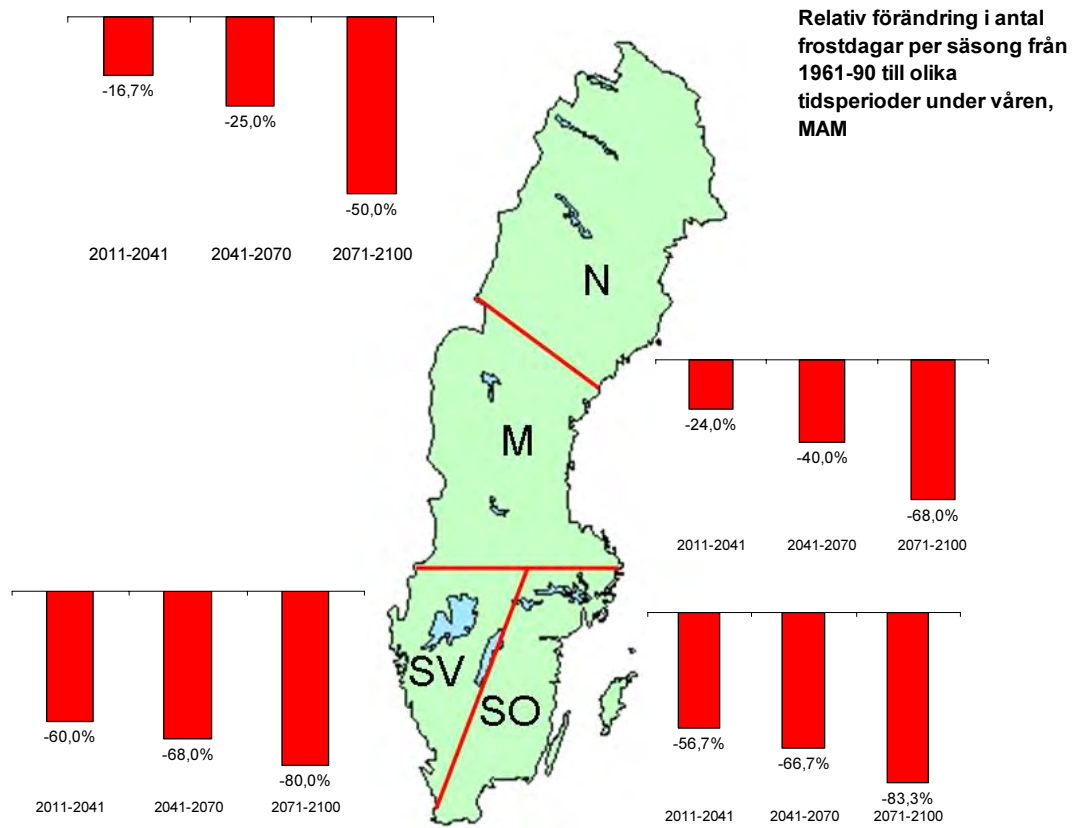 Relativ förändring i antal
frostdagar per säsong från
1961-90 till olika
tidsperioder under våren,
MAM
-16,7%
-25,0%
-50,0%
2011-2041 2041-2070 2071-2100
N
-24,0%
-40,0%
-68,0%
2011-2041 2041-2070 2071-2100
M
SV
SO
-60,0%
-68,0%
-80,0%
2011-2041 2041-2070 2071-2100
-56,7%
-66,7%
-83,3%
2011-2041 2041-2070 2071-2100